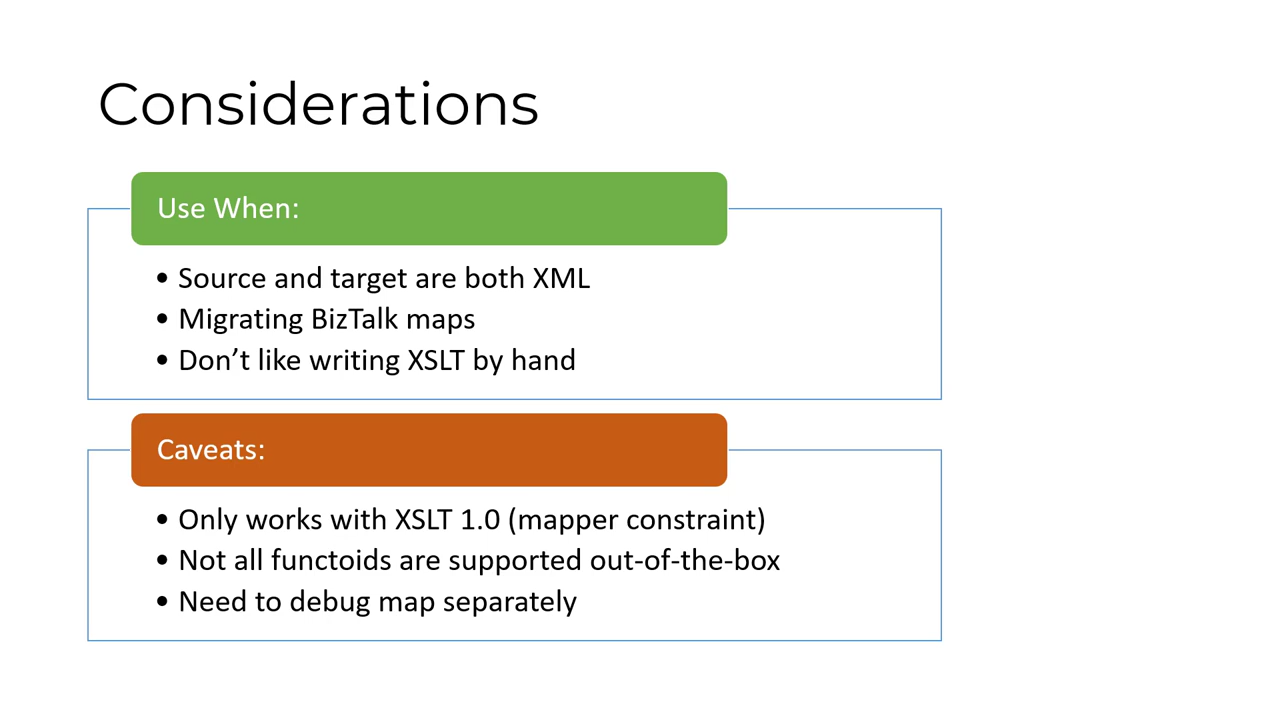 Considerations
Use When:
• Source and target are both XML
• Migrating BizTalk maps
• Don’t like writing XSLT by hand
Caveats:
• Only works with XSLT 1.0 (mapper constraint)
• Not all functoids are supported out-of-the-box
• Need to debug map separately